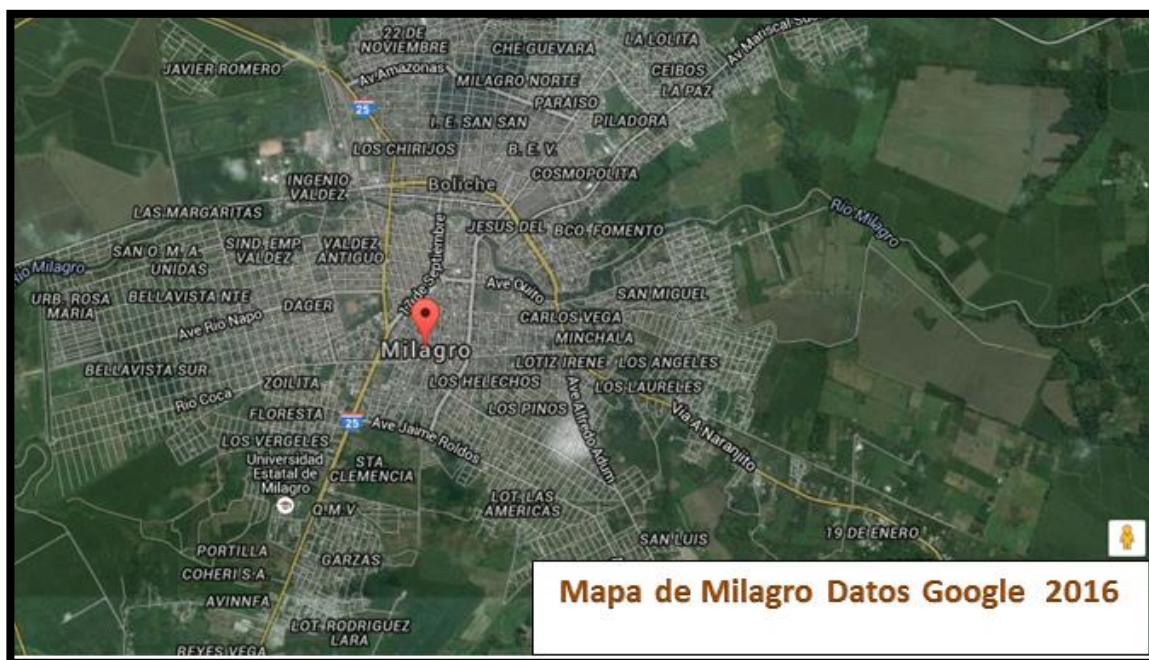 22 DE
NOVIEMBRE
CHE GUEVARA
LA LOLITA
JAVIER ROMERO
Av Amazonas
MILAGRO NORTE
CEIBOS
LA PAZ
Av Mariscal
25
PARAISO
I. E. SAN SAN
PILADORA
LOS CHIRIJOS
B. E. V.
INGENIO
VALDEZ
Boliche
COSMOPOLITA
LAS MARGARITAS
17 de Septiembre
JESUS DEL
BCO. FOMENTO
Rio Milagro
SAN O. M. A.
UNIDAS
SIND. EMP.
VALDEZ
VALDEZ
ANTIGUO
Rio Milagro
Ave Quito
URB. ROSA
MARIA
BELLAVISTA NTE
DAGER
SAN MIGUEL
Ave Rio Napo
CARLOS VEGA
MINCHALA
Milagro
BELLAVISTA SUR
LOTIZ IRENE
LOS ANGELES
ZOILITA
LOS HELECHOS
LOS LAURELES
Rio Coca
LOS PINOS
Ave Alfredo Adum
Via A Naranjito
FLORESTA
25
Ave Jaime Roldos
LOS VERGELES
Universidad
Estatal de
Milagro
STA
CLEMENCIA
Q.M.V
LOT. LAS
AMERICAS
SAN LUIS
19 DE ENERO
PORTILLA
GARZAS
COHERI S.A.
AVINNFA
LOT. RODRIGUEZ
LARA
REYES VEGA
Mapa de Milagro Datos Google 2016